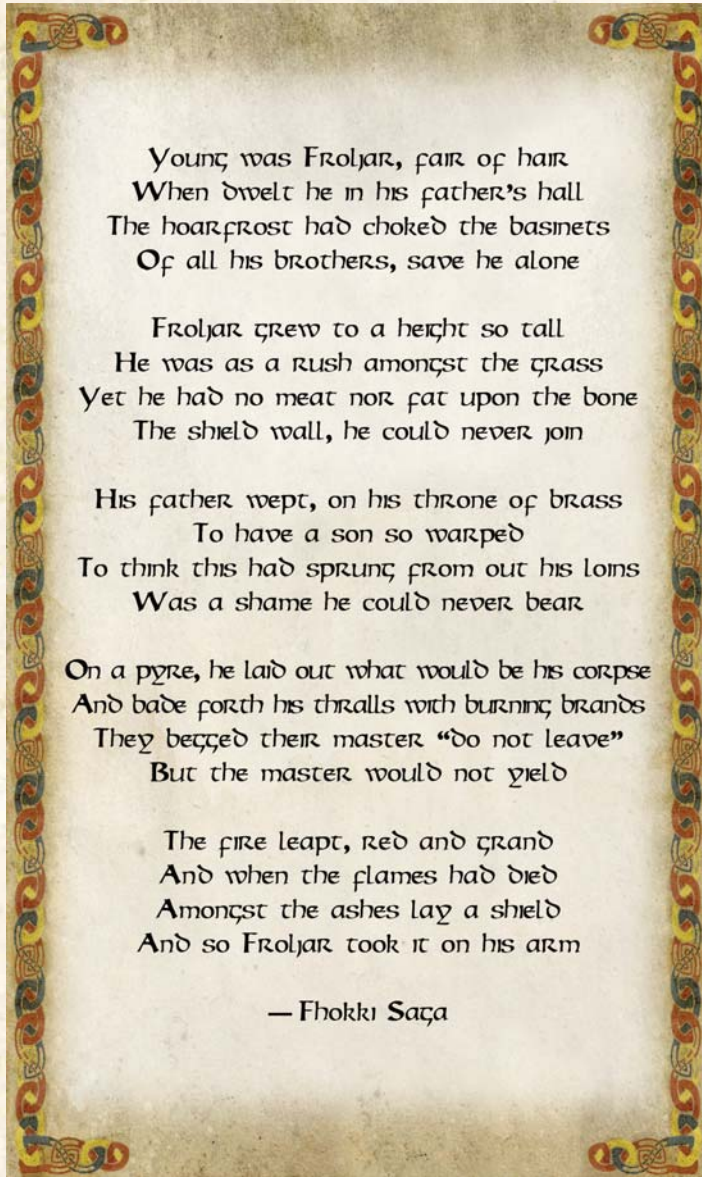 Young was Froljar, fair of hair
When dwelt he in his father's hall
The hoarfrost had choked the basinets
Of all his brothers, save he alone
Froljar grew to a height so tall
He was as a rush amongst the grass
Yet he had no meat nor fat upon the bone
The shield wall, he could never join
His father wept, on his throne of brass
To have a son so warped
To think this had sprung from out his loins
Was a shame he could never bear
On a pyre, he laid out what would be his corpse
And bade forth his thralls with burning brands
They begged their master “do not leave”
But the master would not yield
The fire leapt, red and grand
And when the flames had died
Amongst the ashes lay a shield
And so Froljar took it on his arm
— Fhokki Saga